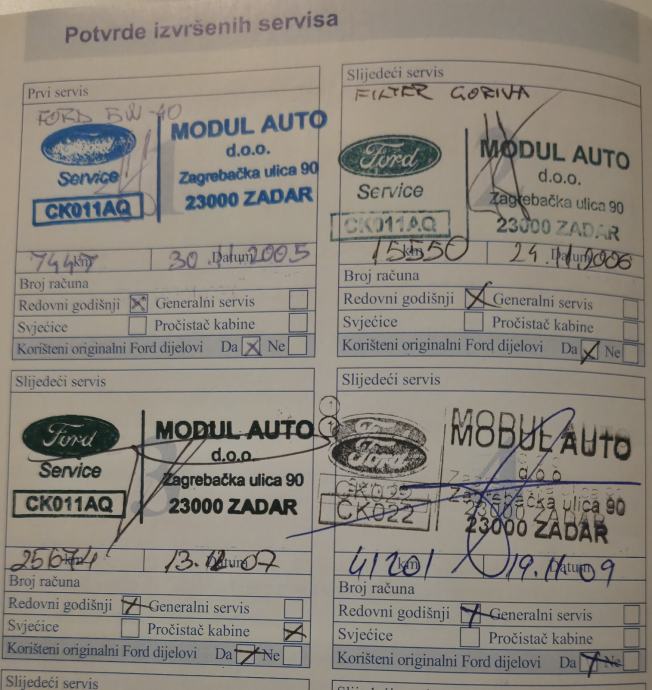 Potvrde izvršenih servisa
Prvi servis
FORD 5W-40
Ford
Service
CK011AQ
MODUL AUTO
d.o.o.
Zagrebačka ulica 90
23000 ZADAR
km 30.11.2005 Datum
Broj računa
Redovni godišnji Generalni servis
Svjećice Pročistač kabine
Korišteni originalni Ford dijelovi Da Ne
Slijedeći servis
FILTER GORIVA
Ford
Service
CK011AQ
MODUL AUTO
d.o.o.
Zagrebačka ulica 90
23000 ZADAR
15550 km 24.11.2006 Datum
Broj računa
Redovni godišnji Generalni servis
Svjećice Pročistač kabine
Korišteni originalni Ford dijelovi Da Ne
Slijedeći servis
3
Ford
Service
CK011AQ
MODUL AUTO
d.o.o.
Zagrebačka ulica 90
23000 ZADAR
25674 km Datum
Broj računa
Redovni godišnji Generalni servis
Svjećice Pročistač kabine
Korišteni originalni Ford dijelovi Da Ne
Slijedeći servis
Ford
CK022
MODUL AUTO
d o o
Zagrebačka ulica 90
23000 ZADAR
41201 km 19.11.09 Datum
Broj računa
Redovni godišnji Generalni servis
Svjećice Pročistač kabine
Korišteni originalni Ford dijelovi Da Ne
Slijedeći servis
Slijedeći servis